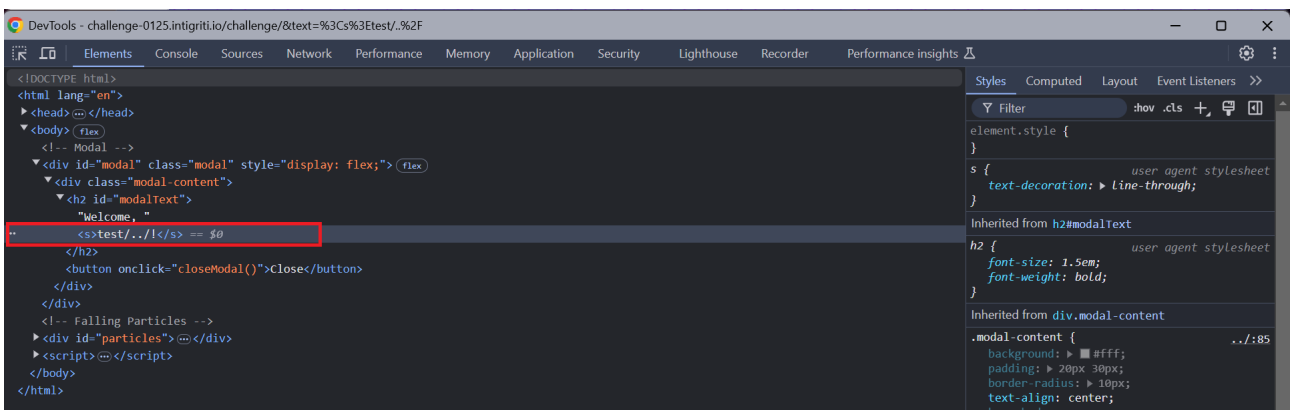 DevTools - challenge-0125.intigriti.io/challenge/&text=%3Cs%3Etest/..%2F
Elements Console Sources Network Performance Memory Application Security Lighthouse Recorder Performance insights
<!DOCTYPE html>
<html lang="en">
<head> ... </head>
<body> flex
<!-- Modal -->
<div id="modal" class="modal" style="display: flex;"> flex
<div class="modal-content">
<h2 id="modalText">
"Welcome, "
<s>test/../!</s> == $0
</h2>
<button onclick="closeModal()">Close</button>
</div>
</div>
<!-- Falling Particles -->
<div id="particles"> ... </div>
<script> ... </script>
</body>
</html>
Styles Computed Layout Event Listeners
Filter :hov .cls
element.style {
}
s { user agent stylesheet
text-decoration: line-through;
}
Inherited from h2#modalText
h2 { user agent stylesheet
font-size: 1.5em;
font-weight: bold;
}
Inherited from div.modal-content
.modal-content { ../:85
background: #fff;
padding: 20px 30px;
border-radius: 10px;
text-align: center;